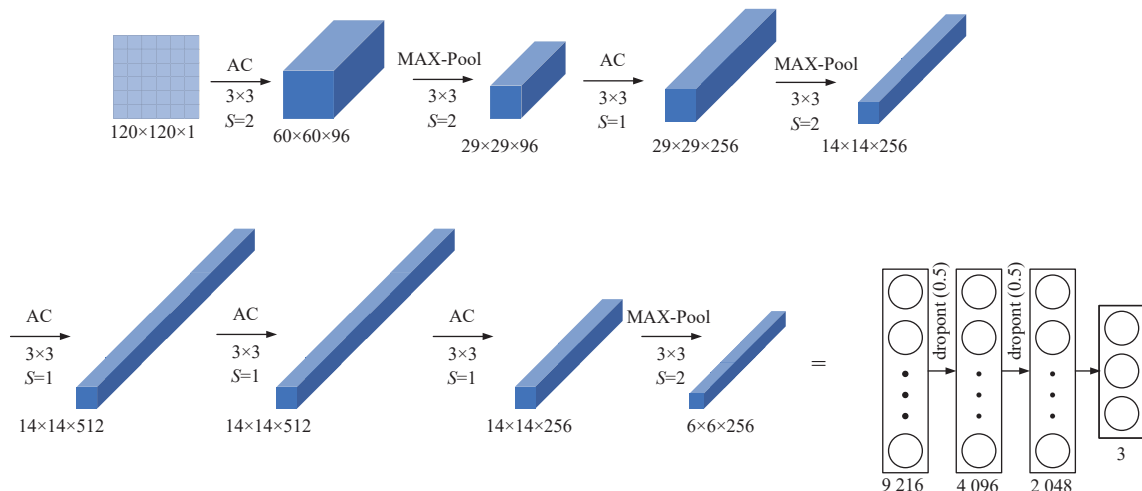 AC
3×3
S=2
MAX-Pool
3×3
S=2
AC
3×3
S=1
MAX-Pool
3×3
S=2
120×120×1
60×60×96
29×29×96
29×29×256
14×14×256
AC
3×3
S=1
AC
3×3
S=1
AC
3×3
S=1
MAX-Pool
3×3
S=2
=
14×14×512
14×14×512
14×14×256
6×6×256
dropont (0.5)
dropont (0.5)
9 216
4 096
2 048
3